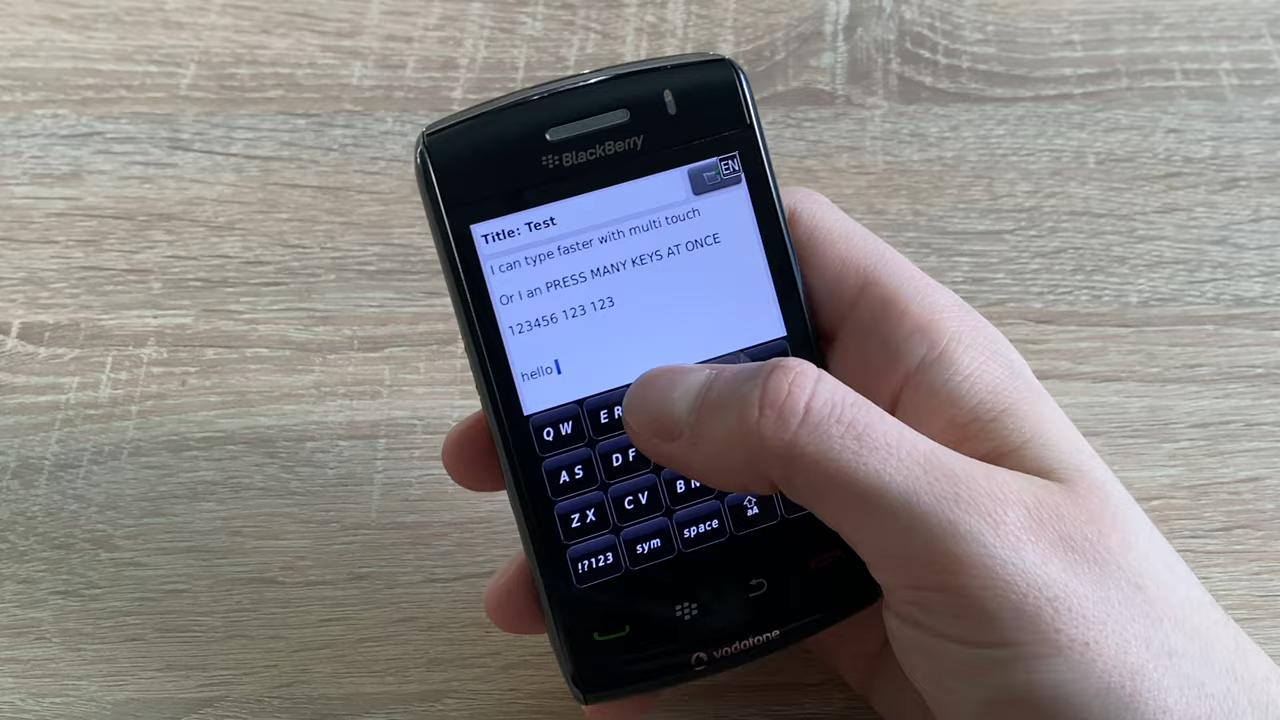 BlackBerry
EN
Title: Test
I can type faster with multi touch
Or I an PRESS MANY KEYS AT ONCE
123456 123 123
hello
Q W
E R
A S
D F
Z X
C V
B N
aA
!?123
sym
space
vodafone